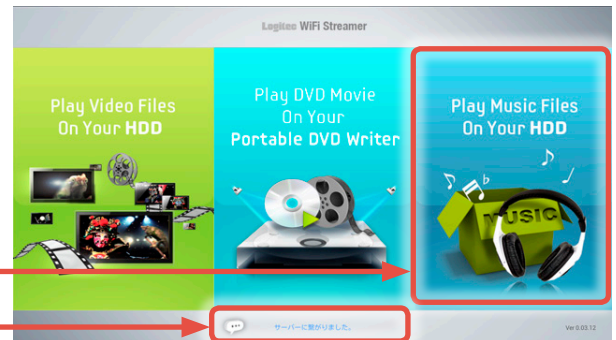 Logitec WiFi Streamer
Play Video Files
On Your HDD
Play DVD Movie
On Your
Portable DVD Writer
Play Music Files
On Your HDD
MUSIC
サーバーに繋がりました。
Ver 0.03.12